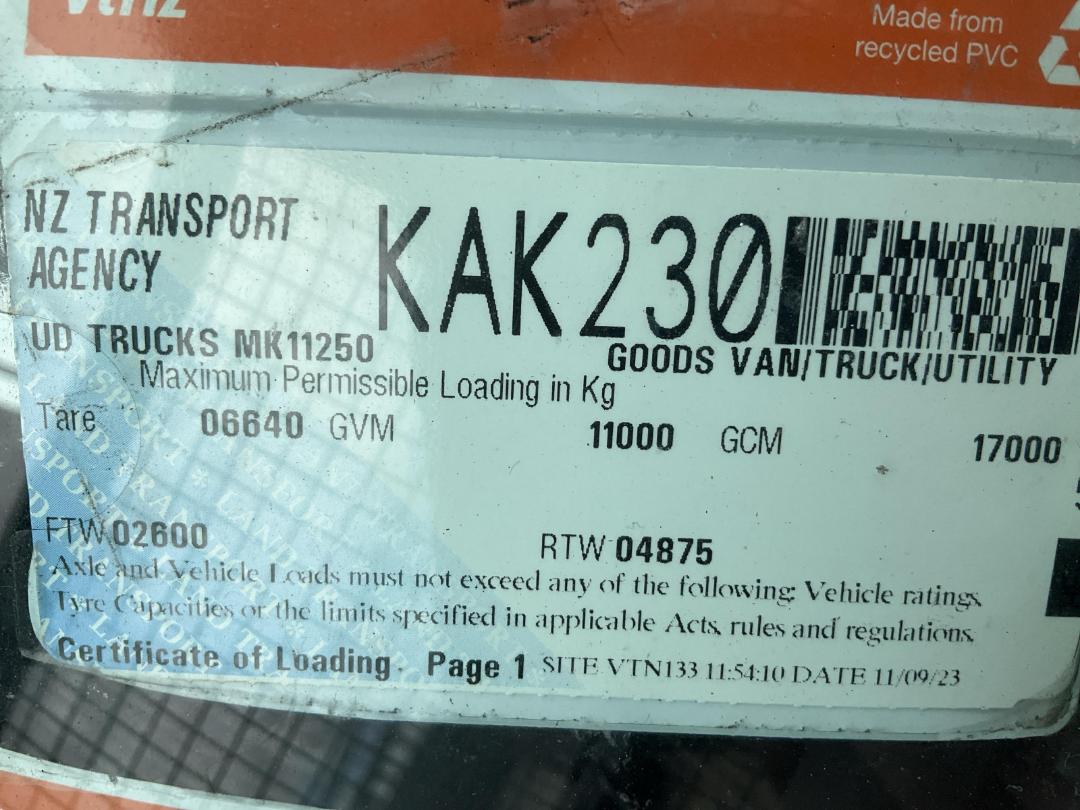 vtnz
Made from
recycled PVC
NZ TRANSPORT
AGENCY
KAK230
UD TRUCKS MK11250
GOODS VAN/TRUCK/UTILITY
Maximum Permissible Loading in Kg
Tare 06640 GVM 11000 GCM 17000
FTW 02600 RTW 04875
Axle and Vehicle Loads must not exceed any of the following: Vehicle ratings,
Tyre Capacities or the limits specified in applicable Acts, rules and regulations.
Certificate of Loading. Page 1 SITE VTN133 11:54:10 DATE 11/09/23